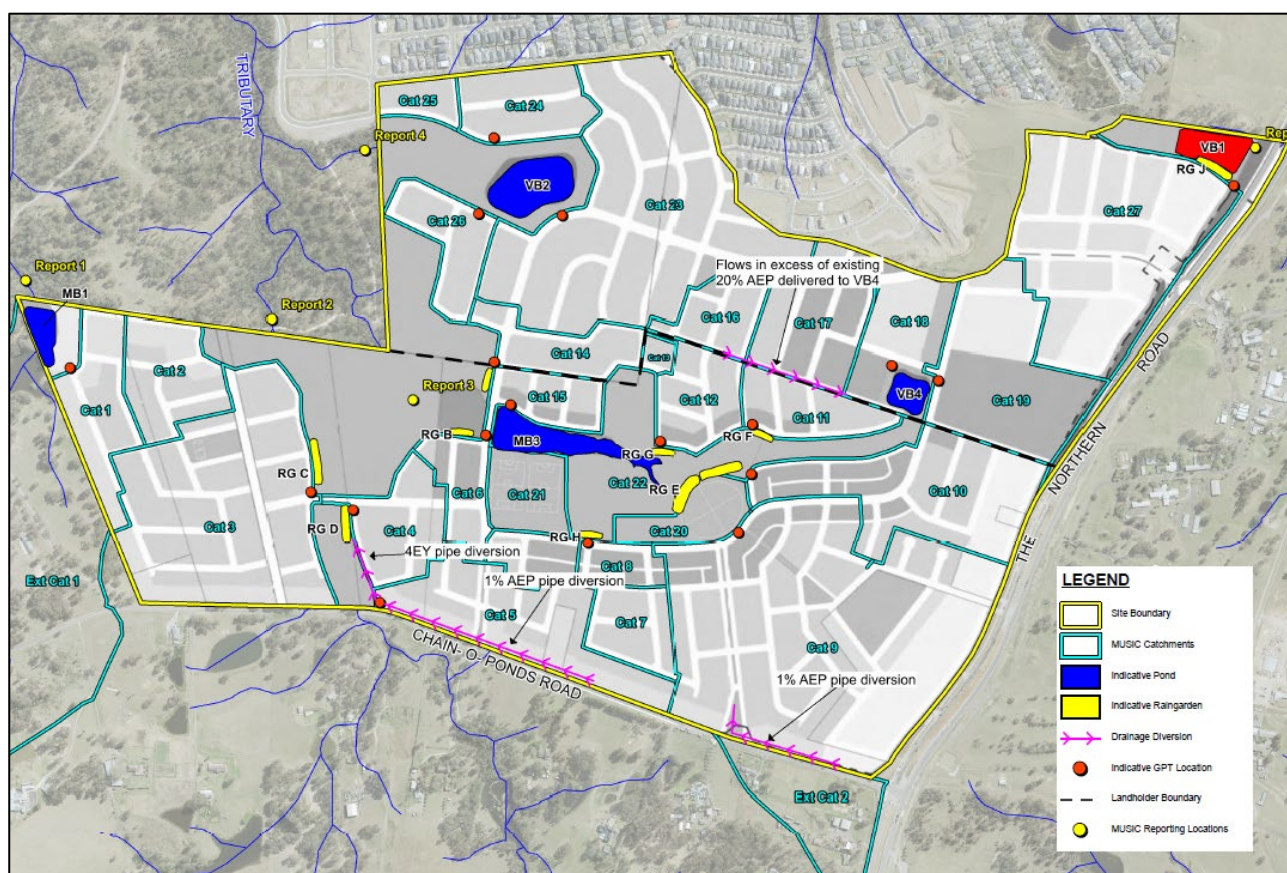 TRIBUTARY
Cat 25
Cat 24
Report 4
VB2
Cat 26
Cat 23
VB1
Rep
RG J
Cat 27
Flows in excess of existing
20% AEP delivered to VB4
Report 1
MB1
Report 2
Cat 16
Cat 17
Cat 18
Cat 14
Cat 13
Cat 1
Cat 2
Report 3
Cat 15
Cat 12
Cat 11
VB4
Cat 19
RG B
MB3
RG F
RG G
RG C
Cat 6
Cat 21
Cat 22
RG E
Cat 10
Cat 3
RG D
Cat 4
RG H
Cat 20
THE NORTHERN ROAD
4EY pipe diversion
Cat 8
1% AEP pipe diversion
Ext Cat 1
Cat 5
Cat 7
Cat 9
CHAIN- O- PONDS ROAD
1% AEP pipe diversion
Ext Cat 2
LEGEND
Site Boundary
MUSIC Catchments
Indicative Pond
Indicative Raingarden
Drainage Diversion
Indicative GPT Location
Landholder Boundary
MUSIC Reporting Locations